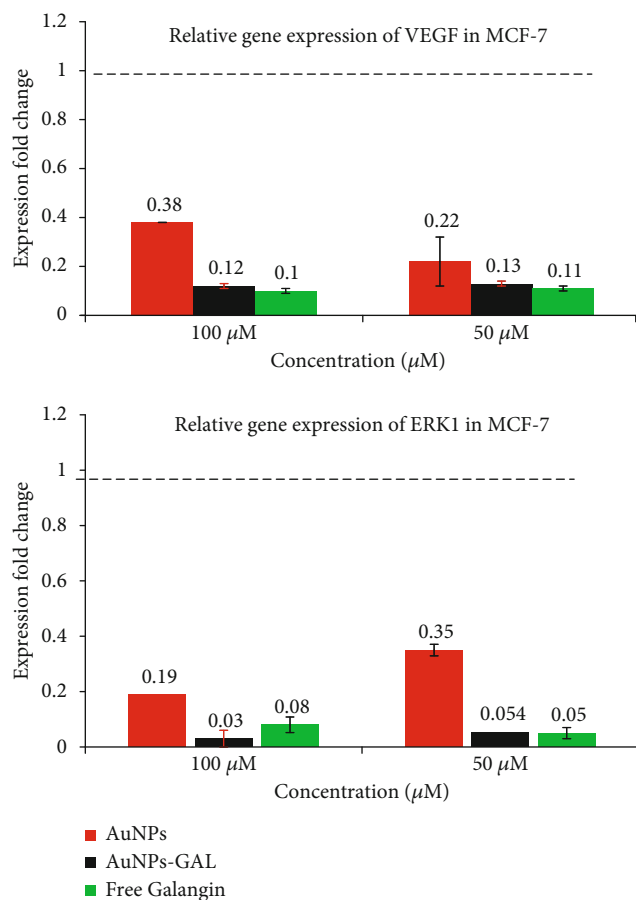 Relative gene expression of VEGF in MCF-7
Expression fold change
1.2
1
0.8
0.6
0.4
0.2
0
0.38
0.12
0.1
0.22
0.13
0.11
100 μM
50 μM
Concentration (μM)
Relative gene expression of ERK1 in MCF-7
Expression fold change
1.2
1
0.8
0.6
0.4
0.2
0
0.19
0.03
0.08
0.35
0.054
0.05
100 μM
50 μM
Concentration (μM)
AuNPs
AuNPs-GAL
Free Galangin